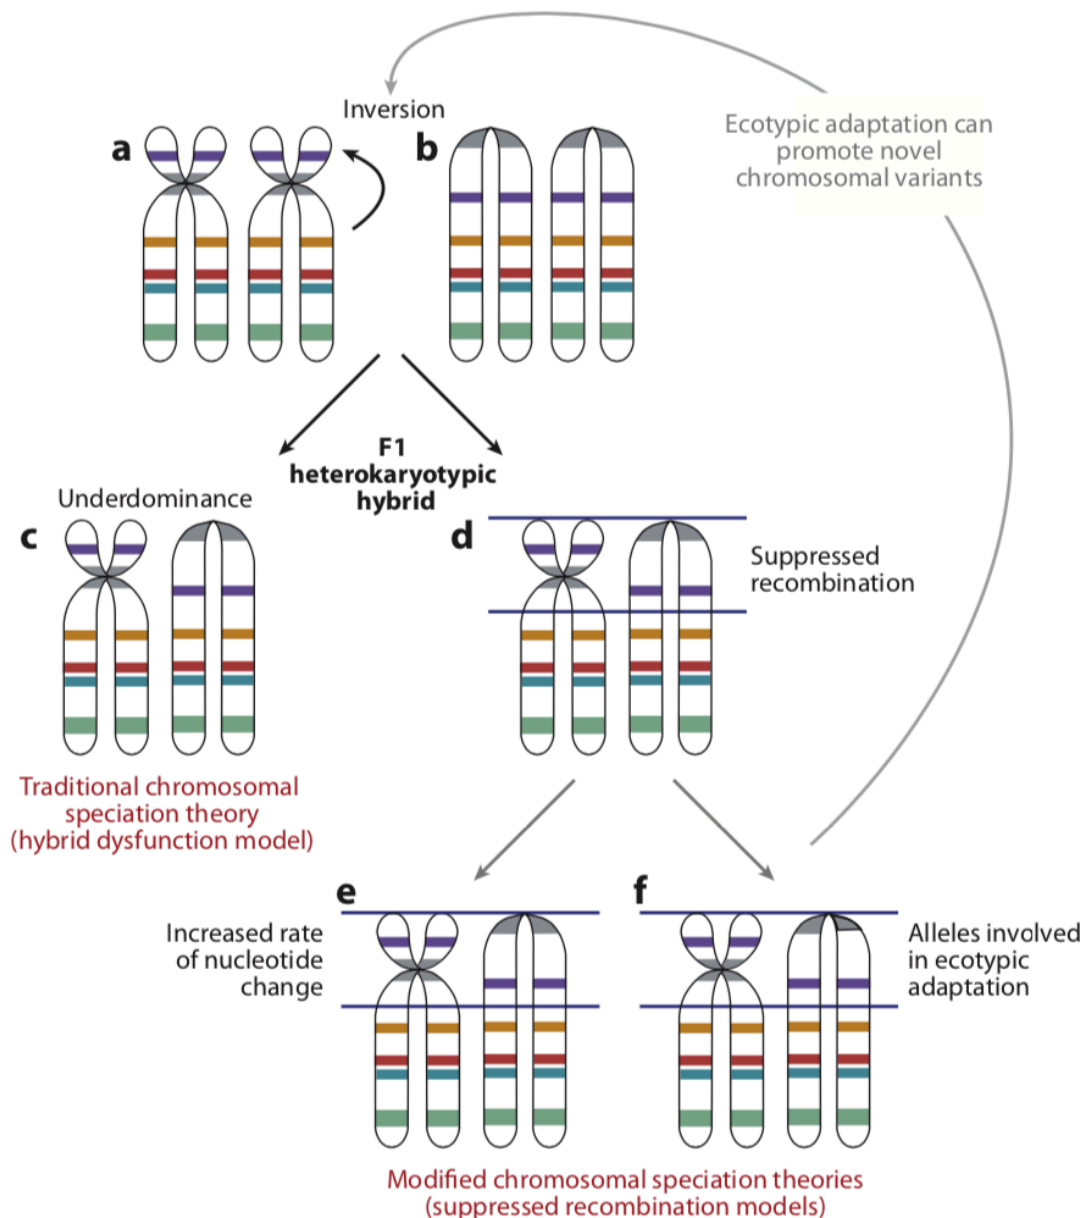 Inversion
a
b
Ecotypic adaptation can
promote novel
chromosomal variants
F1
heterokaryotypic
hybrid
Underdominance
c
d
Suppressed
recombination
Traditional chromosomal
speciation theory
(hybrid dysfunction model)
e
f
Increased rate
of nucleotide
change
Alleles involved
in ecotypic
adaptation
Modified chromosomal speciation theories
(suppressed recombination models)